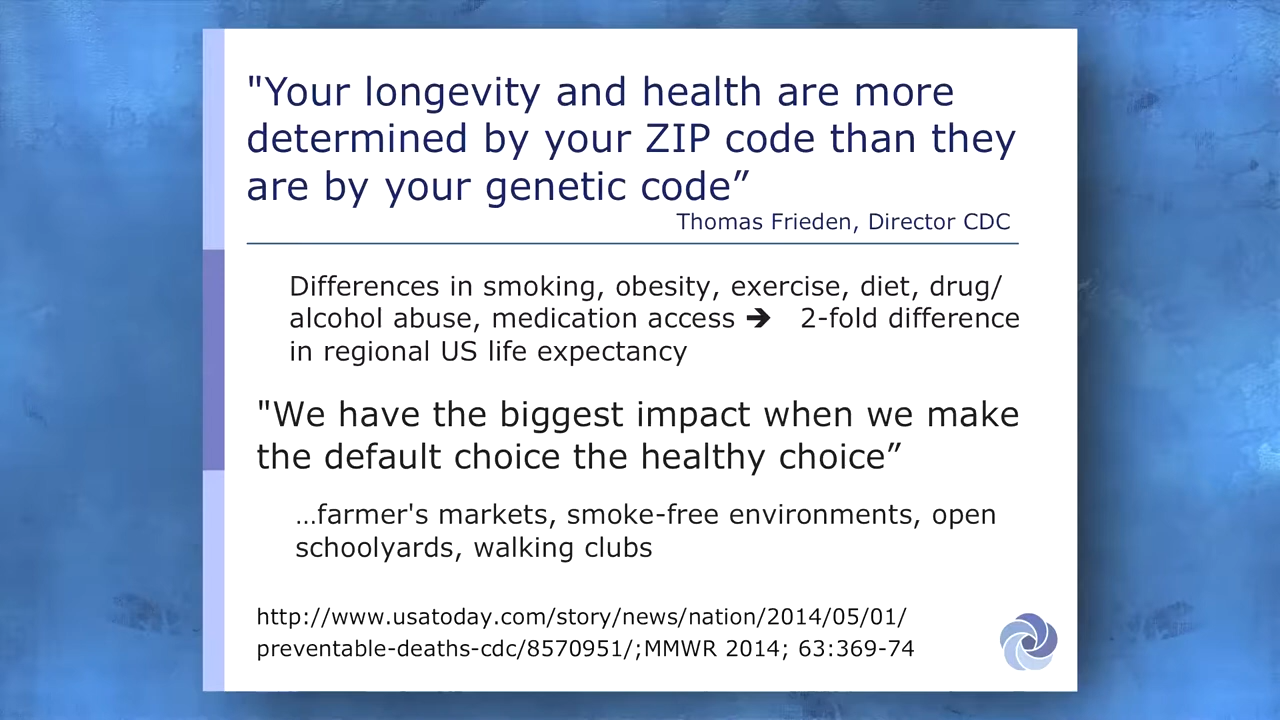 "Your longevity and health are more
determined by your ZIP code than they
are by your genetic code”
Thomas Frieden, Director CDC
Differences in smoking, obesity, exercise, diet, drug/
alcohol abuse, medication access ➔ 2-fold difference
in regional US life expectancy
"We have the biggest impact when we make
the default choice the healthy choice”
…farmer's markets, smoke-free environments, open
schoolyards, walking clubs
http://www.usatoday.com/story/news/nation/2014/05/01/
preventable-deaths-cdc/8570951/;MMWR 2014; 63:369-74